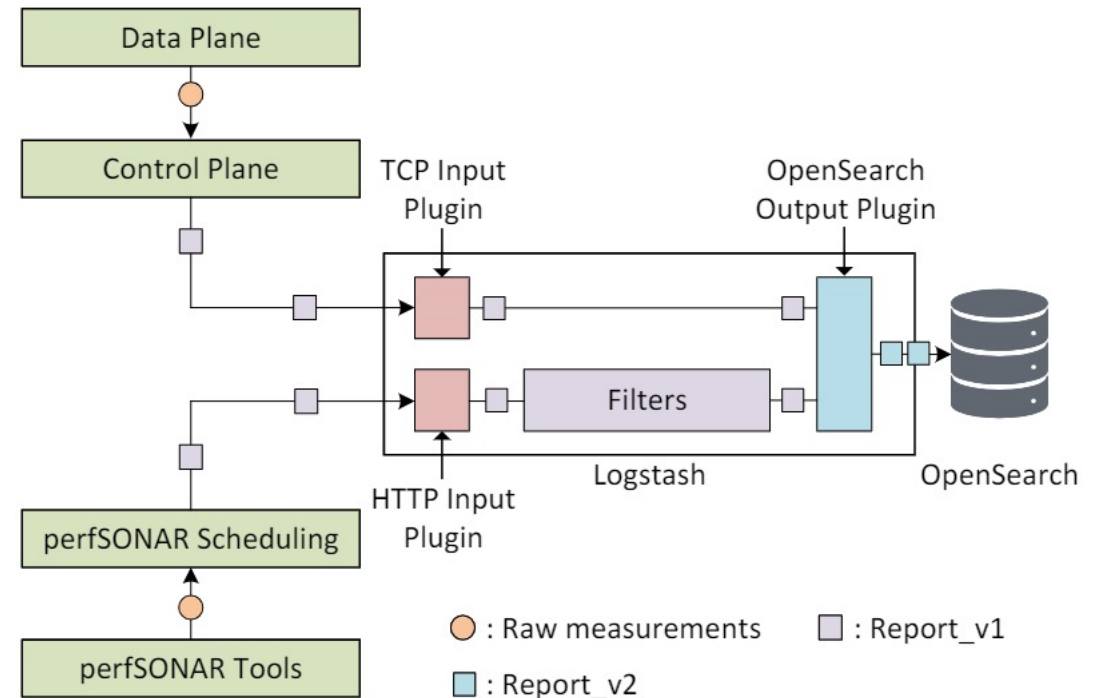 Data Plane
Control Plane
TCP Input
Plugin
OpenSearch
Output Plugin
Filters
Logstash
OpenSearch
HTTP Input
Plugin
perfSONAR Scheduling
perfSONAR Tools
: Raw measurements
: Report_v1
: Report_v2